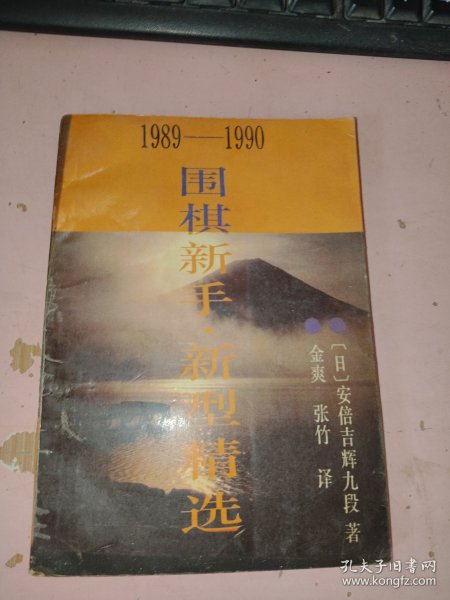 1989——1990
围棋新手·新型精选
〔日〕安倍吉辉九段 著
金爽 张竹 译
孔夫子旧书网
www.kongfz.com